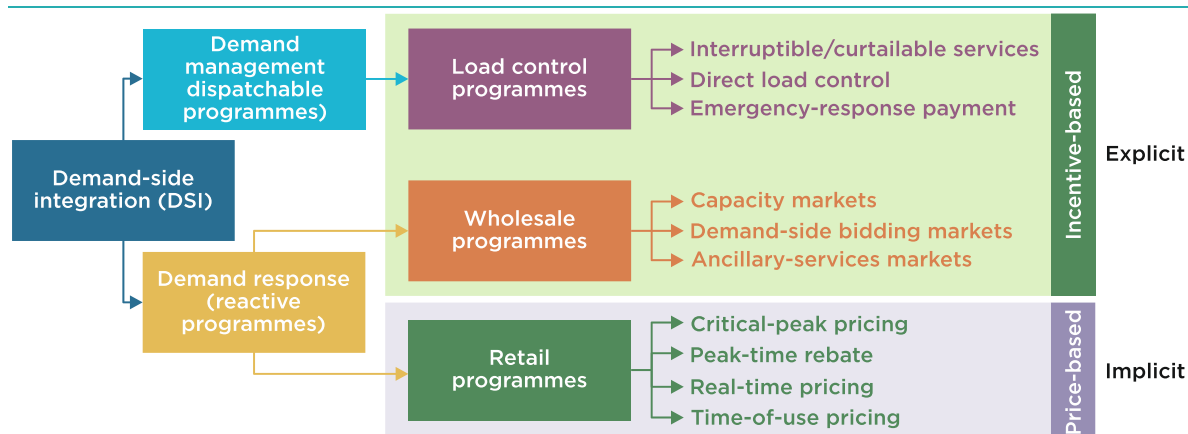 Demand
management
dispatchable
programmes)
Load control
programmes
Interruptible/curtailable services
Direct load control
Emergency-response payment
Incentive-based
Explicit
Demand-side
integration (DSI)
Wholesale
programmes
Capacity markets
Demand-side bidding markets
Ancillary-services markets
Demand response
(reactive
programmes)
Retail
programmes
Critical-peak pricing
Peak-time rebate
Real-time pricing
Time-of-use pricing
Price-based
Implicit